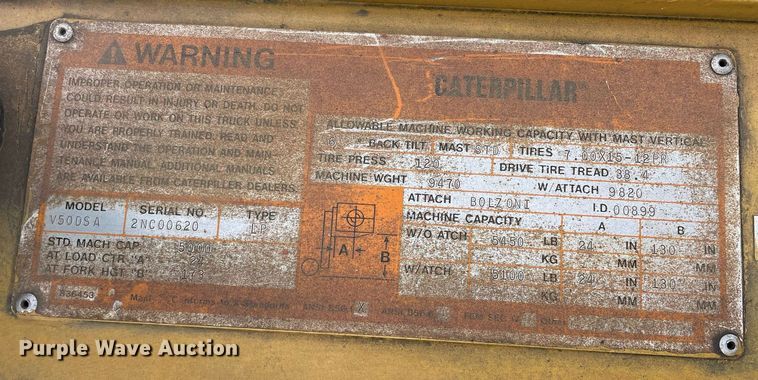 WARNING
IMPROPER OPERATION OR MAINTENANCE
COULD RESULT IN INJURY OR DEATH. DO NOT
OPERATE OR WORK ON THIS TRUCK UNLESS
YOU ARE PROPERLY TRAINED. READ AND
UNDERSTAND THE OPERATION AND MAIN-
TENANCE MANUAL. ADDITIONAL MANUALS
ARE AVAILABLE FROM CATERPILLAR DEALERS.
MODEL SERIAL NO. TYPE
V50DSA 2NC00620 LP
STD. MACH CAP.
AT LOAD CTR. "A"
AT FORK HGT. "B"
836453
CATERPILLAR
ALLOWABLE MACHINE WORKING CAPACITY WITH MAST VERTICAL
6 BACK TILT. MAST STD TIRES 7.00X15-12PR
TIRE PRESS 120 DRIVE TIRE TREAD 38.4
MACHINE WGHT 9470 W/ATTACH 9820
ATTACH BOLZONI I.D. 00899
MACHINE CAPACITY A B
W/O ATCH LB 24 IN 130 IN
KG MM MM
W/ATCH. 5100 LB 24 IN 130 IN
KG MM MM
A
B
Purple Wave Auction